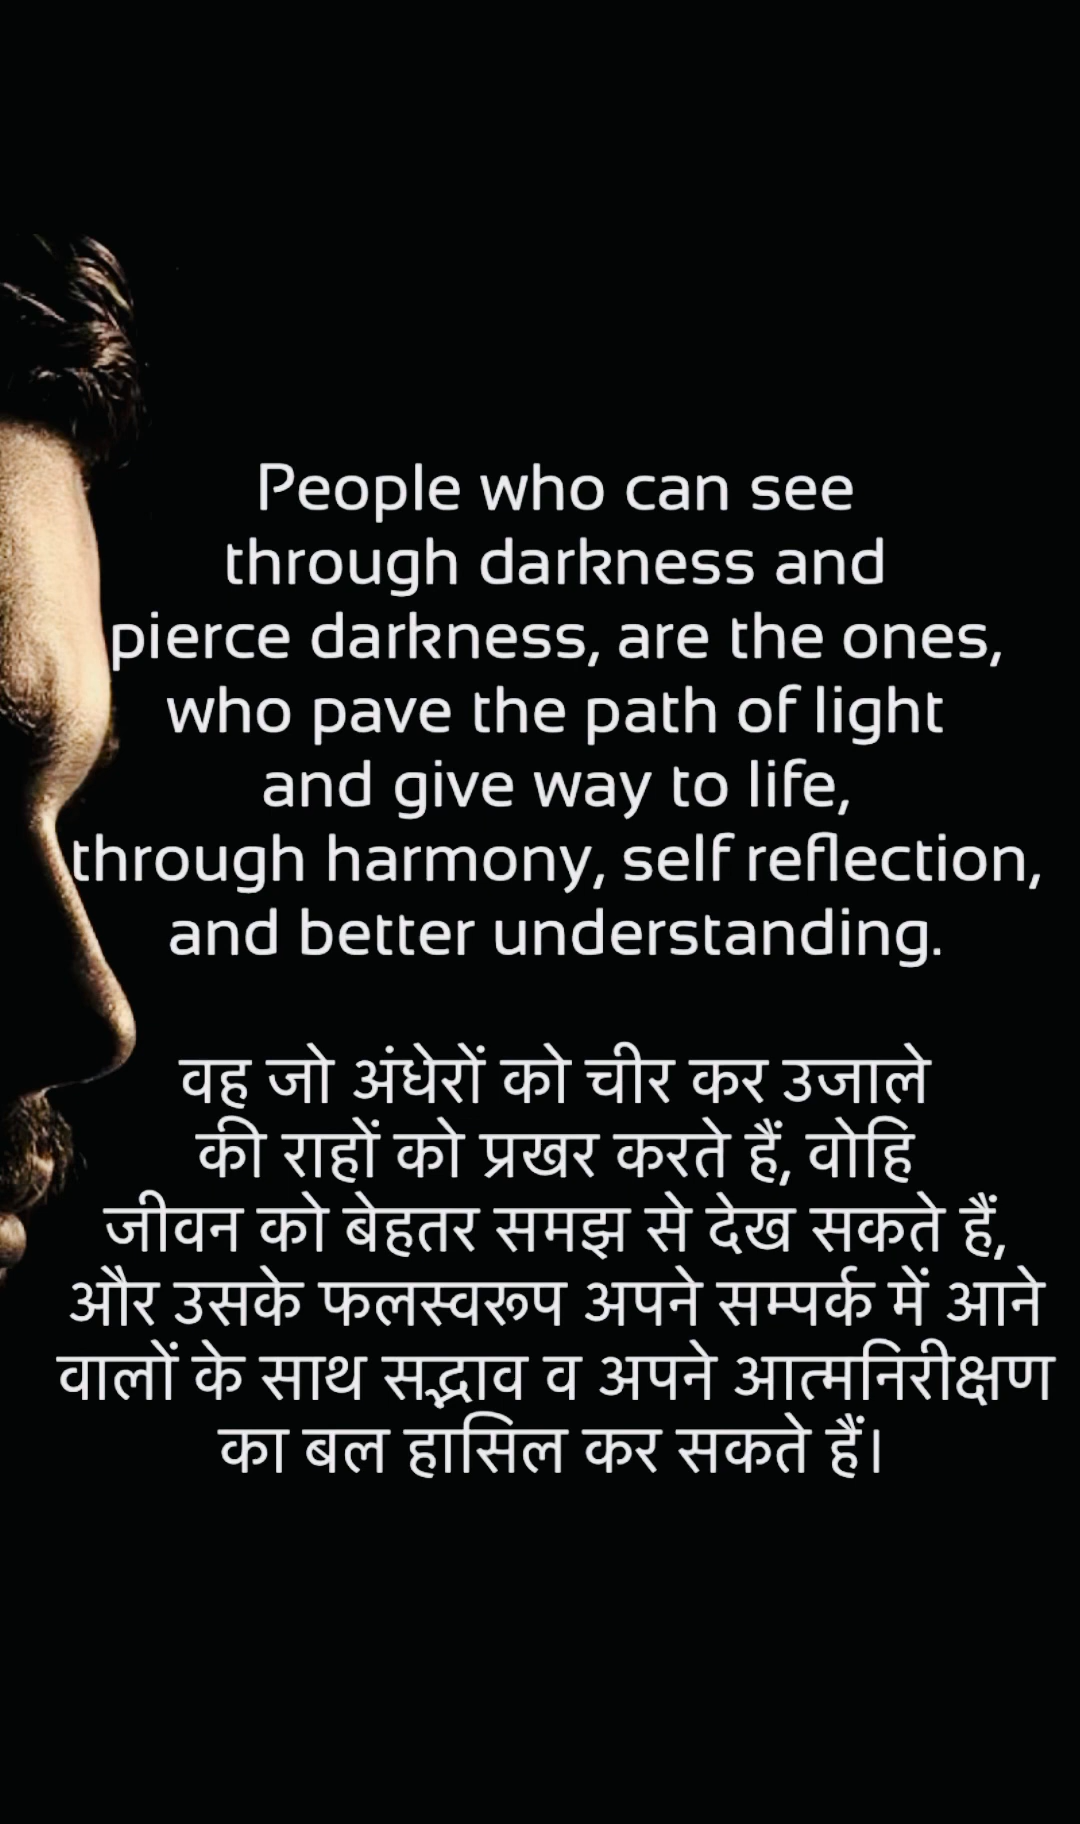 People who can see
through darkness and
pierce darkness, are the ones,
who pave the path of light
and give way to life,
through harmony, self reflection,
and better understanding.
वह जो अंधेरों को चीर कर उजाले
की राहों को प्रखर करते हैं, वोहि
जीवन को बेहतर समझ से देख सकते हैं,
और उसके फलस्वरूप अपने सम्पर्क में आने
वालों के साथ सद्भाव व अपने आत्मनिरीक्षण
का बल हासिल कर सकते हैं।